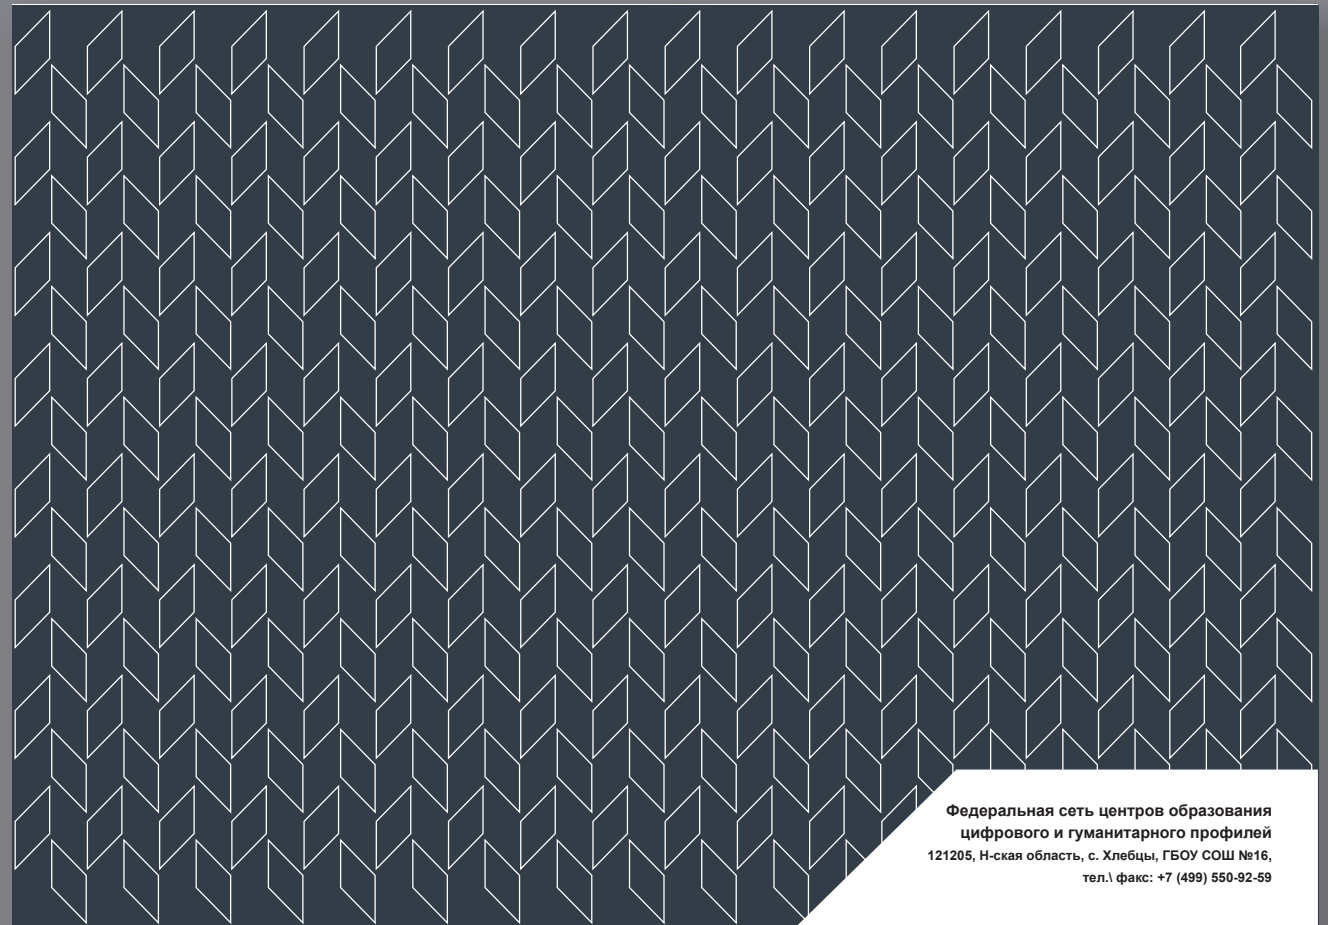 Федеральная сеть центров образования
цифрового и гуманитарного профилей
121205, Н-ская область, с. Хлебцы, ГБОУ СОШ №16,
тел.\ факс: +7 (499) 550-92-59